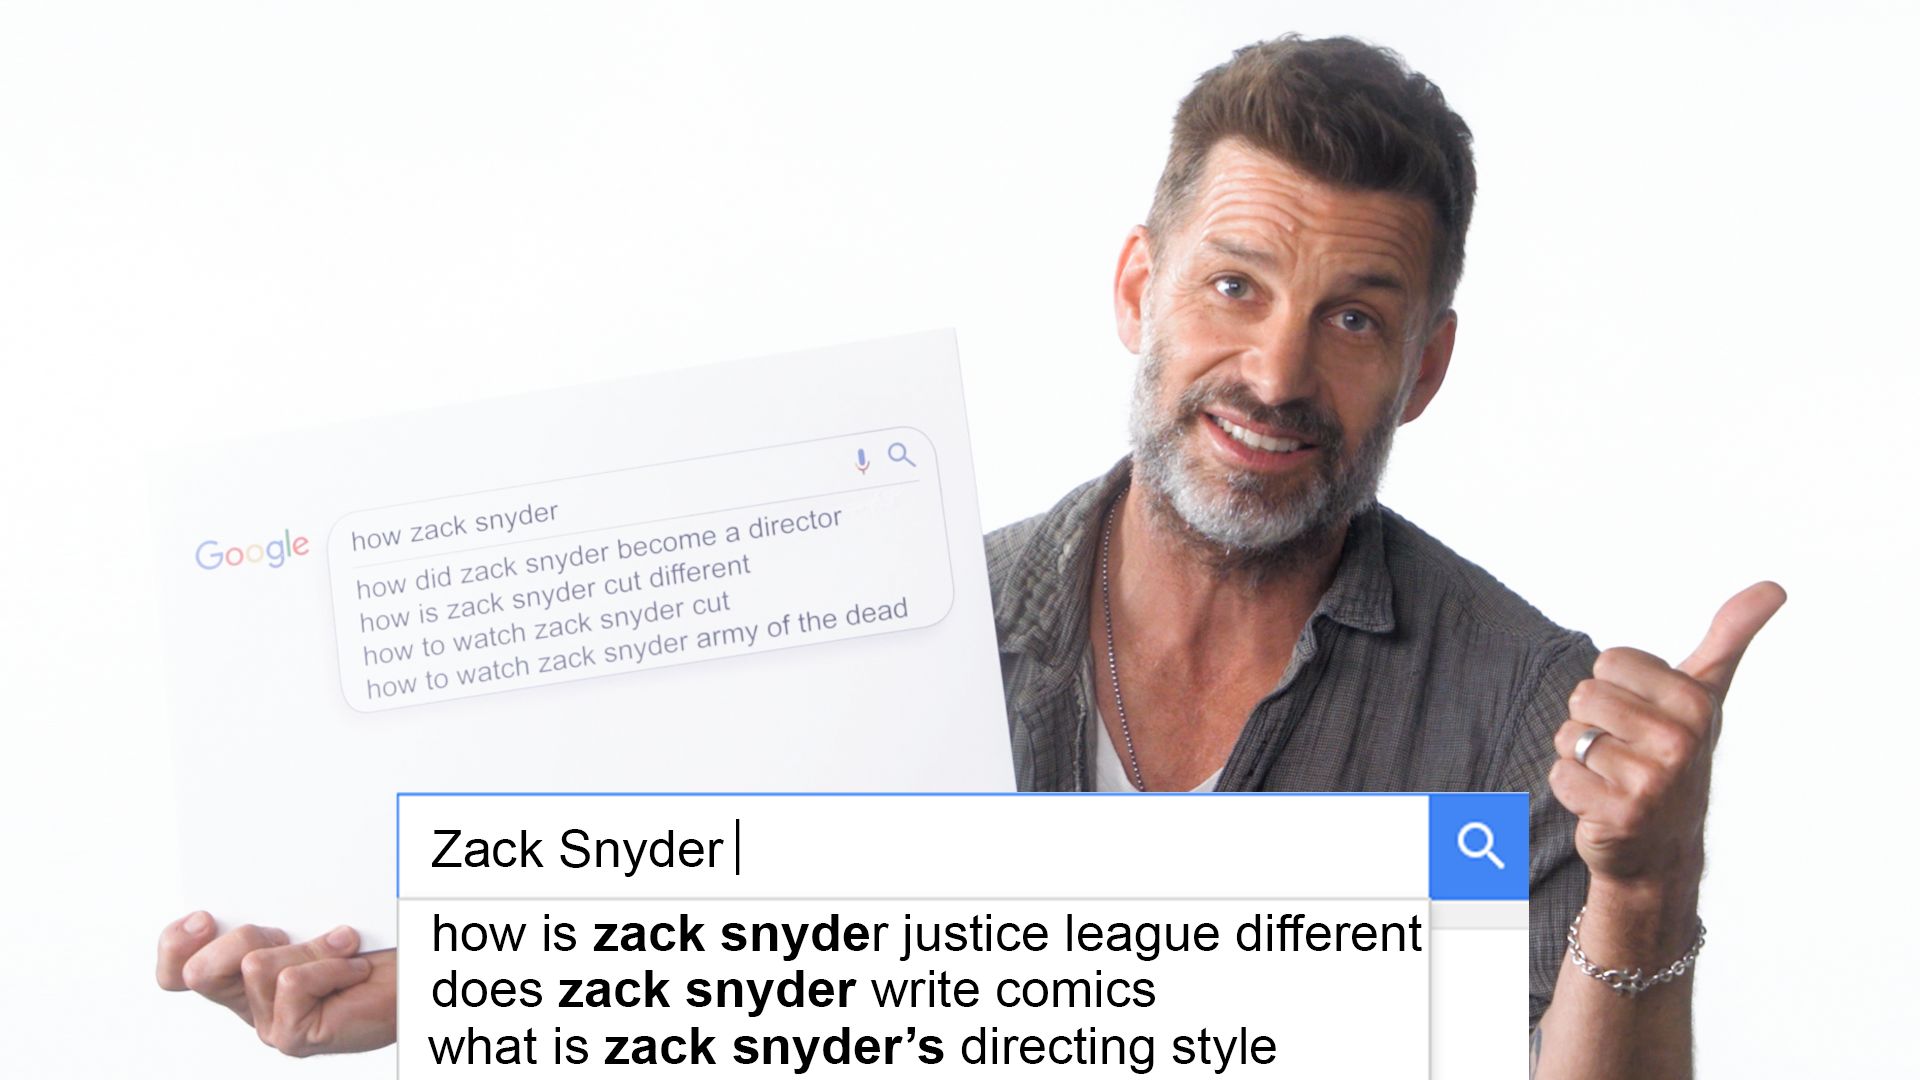 Google
how zack snyder
how did zack snyder become a director
how is zack snyder cut different
how to watch zack snyder cut
how to watch zack snyder army of the dead
Zack Snyder
how is zack snyder justice league different
does zack snyder write comics
what is zack snyder’s directing style